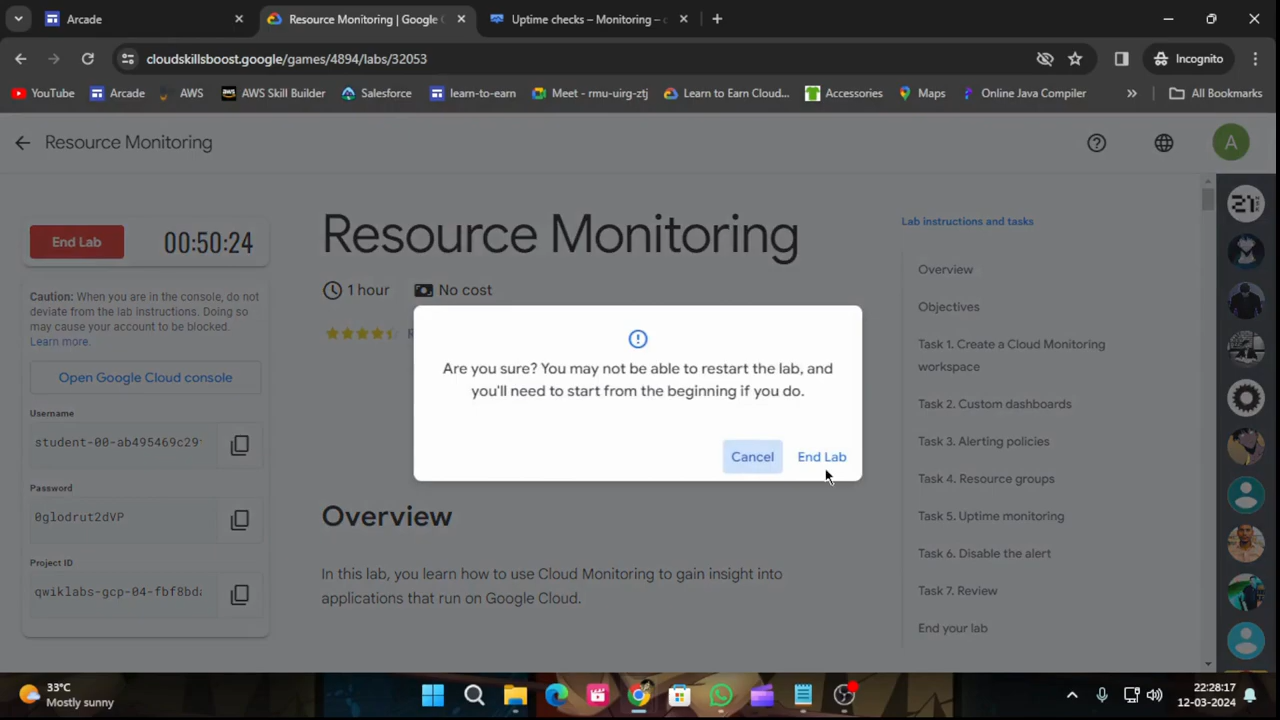 Arcade
Resource Monitoring | Google
Uptime checks – Monitoring –
cloudskillsboost.google/games/4894/labs/32053
Incognito
YouTube
Arcade
AWS
AWS Skill Builder
Salesforce
learn-to-earn
Meet - rmu-uirg-ztj
Learn to Earn Cloud...
Accessories
Maps
Online Java Compiler
»
All Bookmarks
Resource Monitoring
A
End Lab
00:50:24
Caution: When you are in the console, do not
deviate from the lab instructions. Doing so
may cause your account to be blocked.
Learn more.
Open Google Cloud console
Username
student-00-ab495469c29
Password
0glodrut2dVP
Project ID
qwiklabs-gcp-04-fbf8bd
Resource Monitoring
1 hour
No cost
Are you sure? You may not be able to restart the lab, and
you'll need to start from the beginning if you do.
Cancel
End Lab
Overview
In this lab, you learn how to use Cloud Monitoring to gain insight into
applications that run on Google Cloud.
Lab instructions and tasks
Overview
Objectives
Task 1. Create a Cloud Monitoring
workspace
Task 2. Custom dashboards
Task 3. Alerting policies
Task 4. Resource groups
Task 5. Uptime monitoring
Task 6. Disable the alert
Task 7. Review
End your lab
33°C
Mostly sunny
22:28:17
12-03-2024